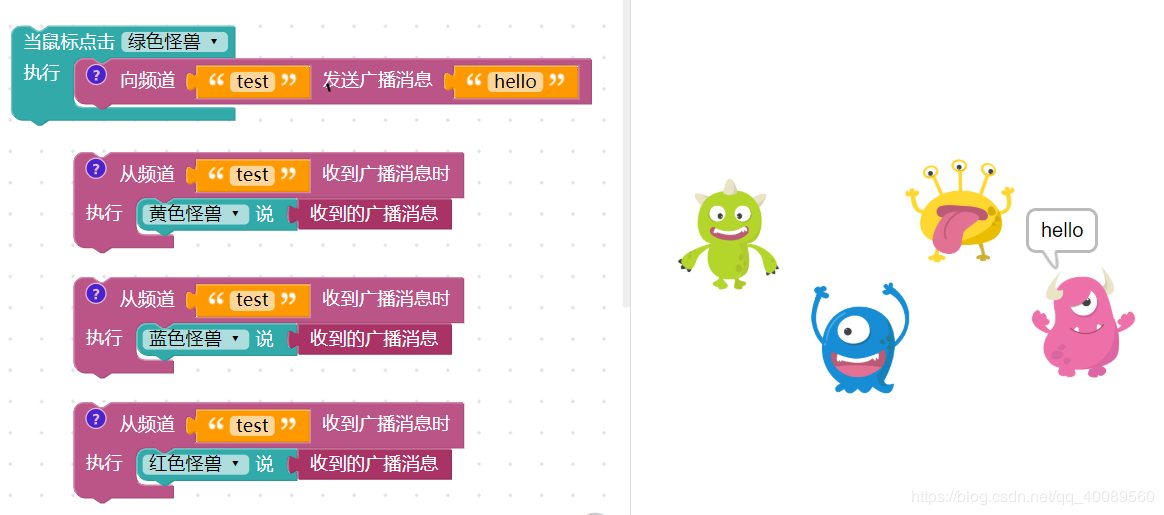 当鼠标点击 绿色怪兽
执行 ? 向频道 “ test ” 发送广播消息 “ hello ”
? 从频道 “ test ” 收到广播消息时
执行 黄色怪兽 说 收到的广播消息
? 从频道 “ test ” 收到广播消息时
执行 蓝色怪兽 说 收到的广播消息
? 从频道 “ test ” 收到广播消息时
执行 红色怪兽 说 收到的广播消息
hello
https://blog.csdn.net/qq_40089560